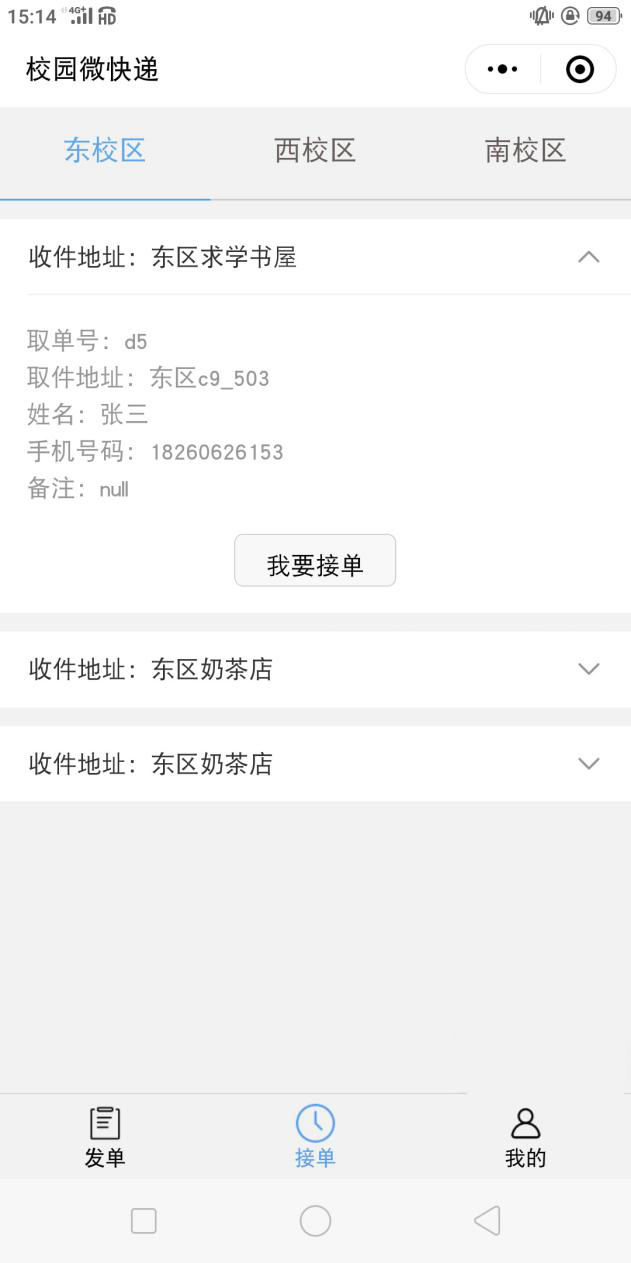 15:14 4G+ HD 94
校园微快递
东校区 西校区 南校区
收件地址：东区求学书屋
取单号：d5
取件地址：东区c9_503
姓名：张三
手机号码：18260626153
备注：null
我要接单
收件地址：东区奶茶店
收件地址：东区奶茶店
发单 接单 我的